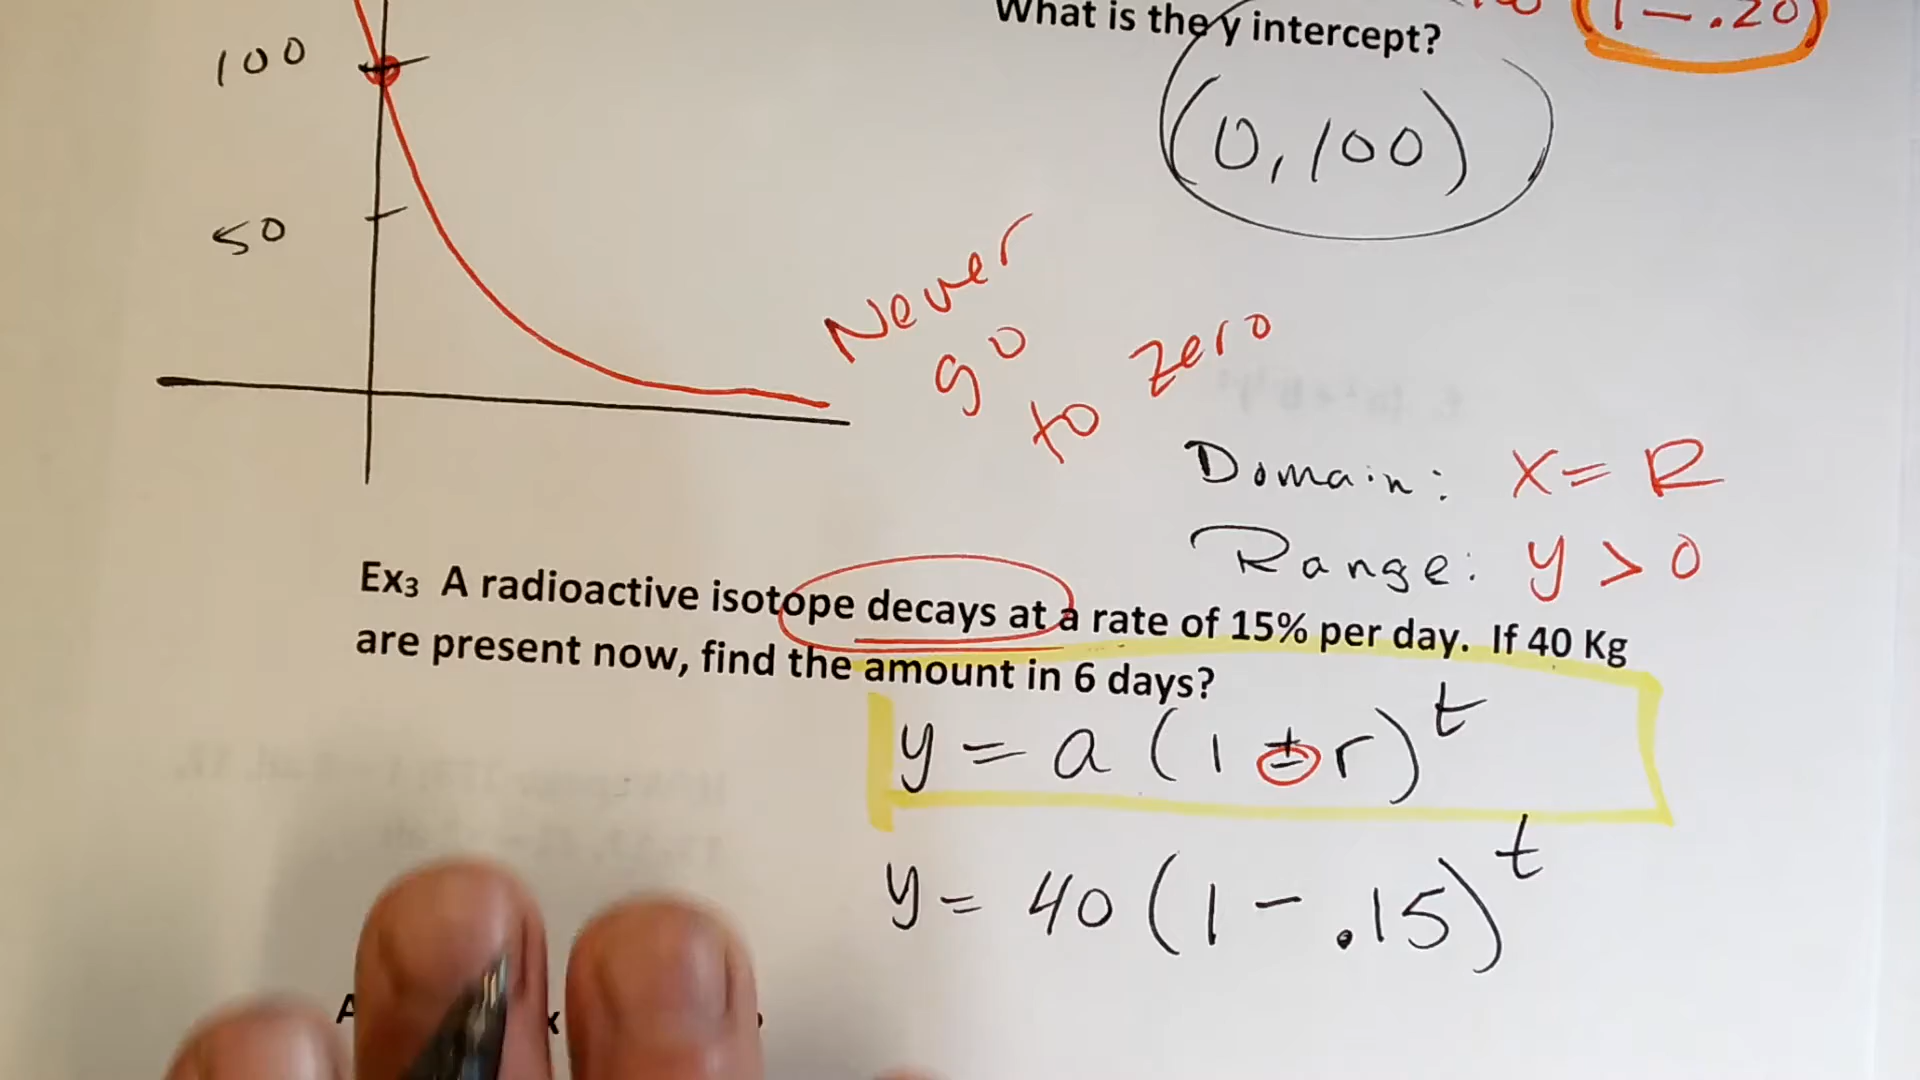 What is the y intercept?
1 - .20
100
(0, 100)
50
Never
go
to zero
Domain: x = R
Range: y > 0
Ex3 A radioactive isotope decays at a rate of 15% per day. If 40 Kg
are present now, find the amount in 6 days?
y = a (1 ± r)^t
y = 40 (1 - .15)^t